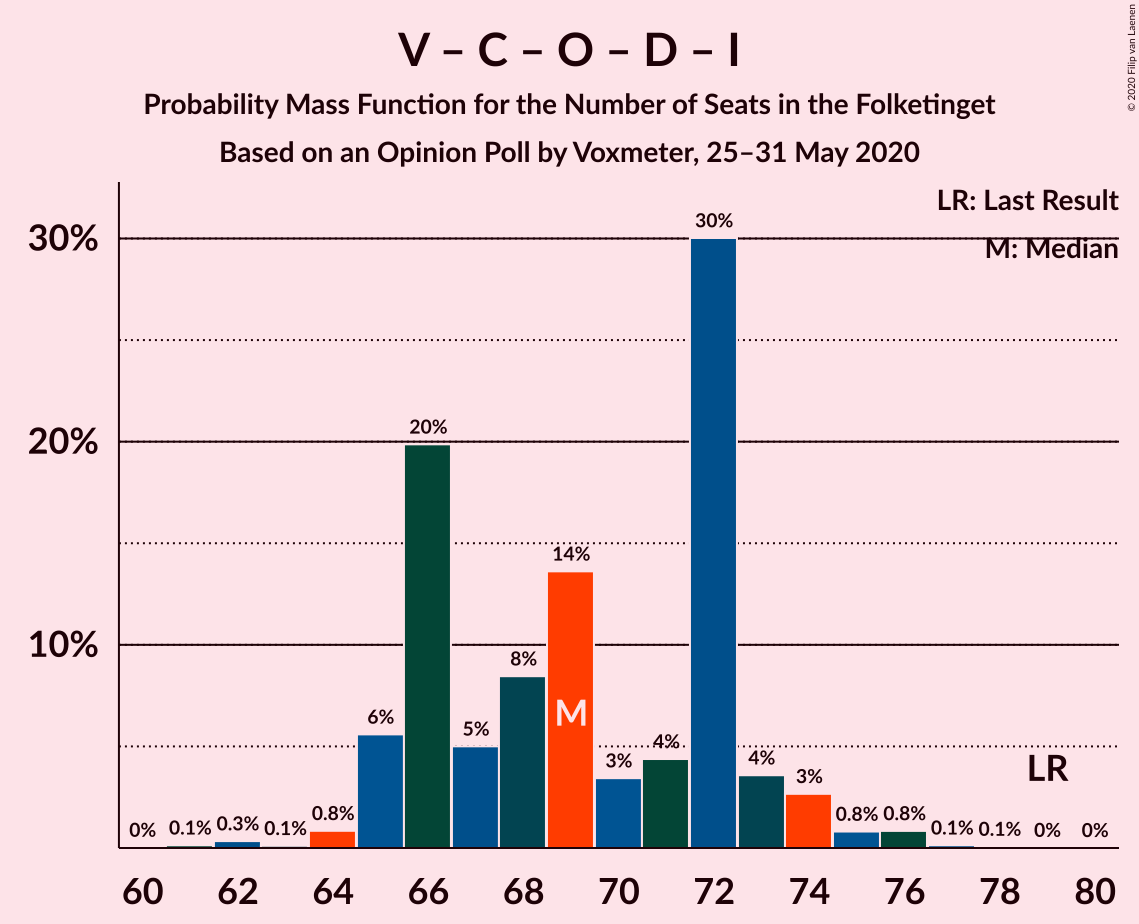 V – C – O – D – I
Probability Mass Function for the Number of Seats in the Folketinget
Based on an Opinion Poll by Voxmeter, 25–31 May 2020
© 2020 Filip van Laenen
LR: Last Result
M: Median
30%
20%
10%
0%
0.1%
0.3%
0.1%
0.8%
6%
20%
5%
8%
14%
M
3%
4%
30%
4%
3%
0.8%
0.8%
0.1%
0.1%
0%
LR
0%
60 62 64 66 68 70 72 74 76 78 80